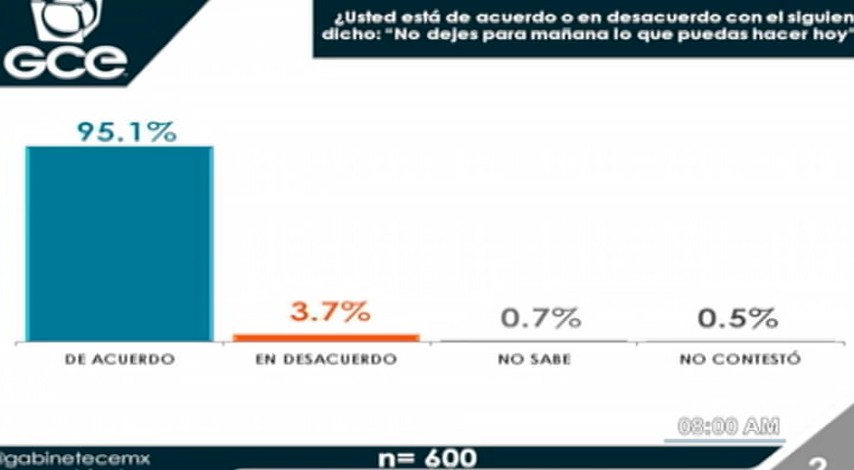 GCe
¿Usted está de acuerdo o en desacuerdo con el siguien
dicho: "No dejes para mañana lo que puedas hacer hoy"
95.1%
3.7%
0.7%
0.5%
DE ACUERDO
EN DESACUERDO
NO SABE
NO CONTESTÓ
08:00 AM
@gabinetecemx
n= 600
2